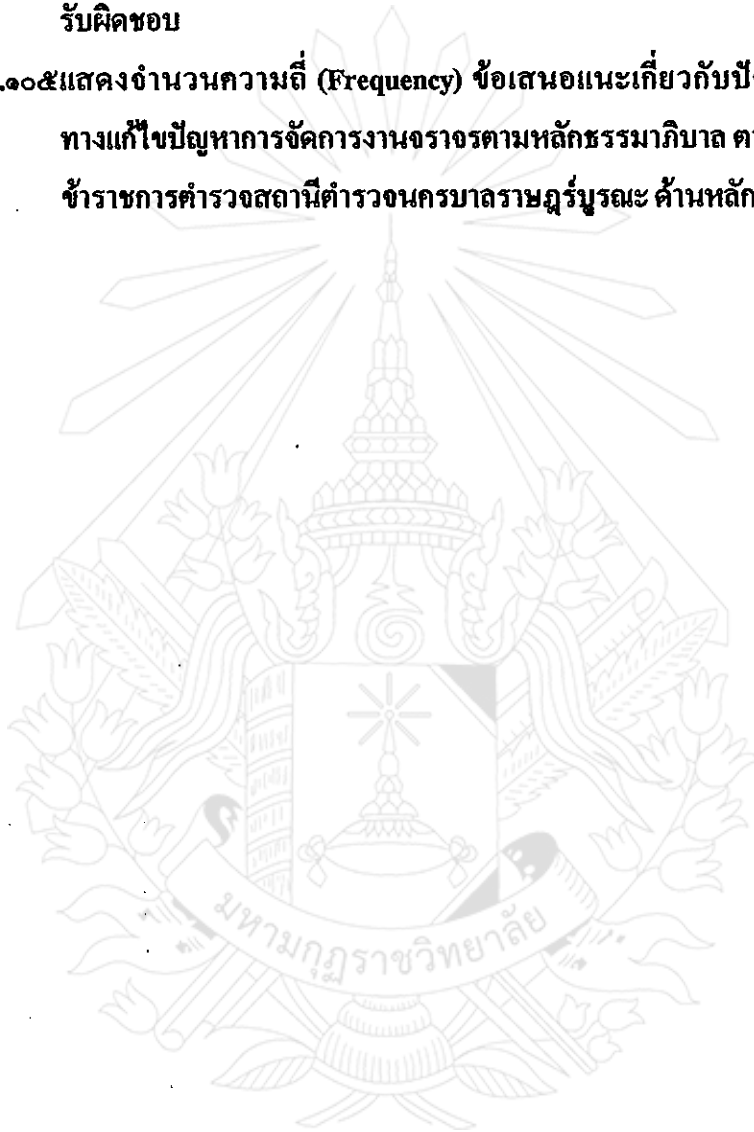 รับผิดชอบ
.๑๐๕แสดงจำนวนความถี่ (Frequency) ข้อเสนอแนะเกี่ยวกับปั
ทางแก้ไขปัญหาการจัดการงานจราจรตามหลักธรรมาภิบาล ต
ข้าราชการตำรวจสถานีตำรวจนครบาลราษฎร์บูรณะ ด้านหลัก
มหามกุฏราชวิทยาลัย